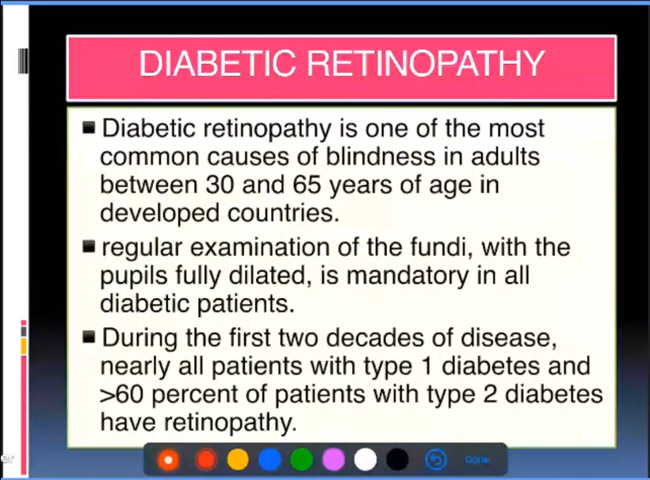 DIABETIC RETINOPATHY
Diabetic retinopathy is one of the most
common causes of blindness in adults
between 30 and 65 years of age in
developed countries.
regular examination of the fundi, with the
pupils fully dilated, is mandatory in all
diabetic patients.
During the first two decades of disease,
nearly all patients with type 1 diabetes and
>60 percent of patients with type 2 diabetes
have retinopathy.
er
Done